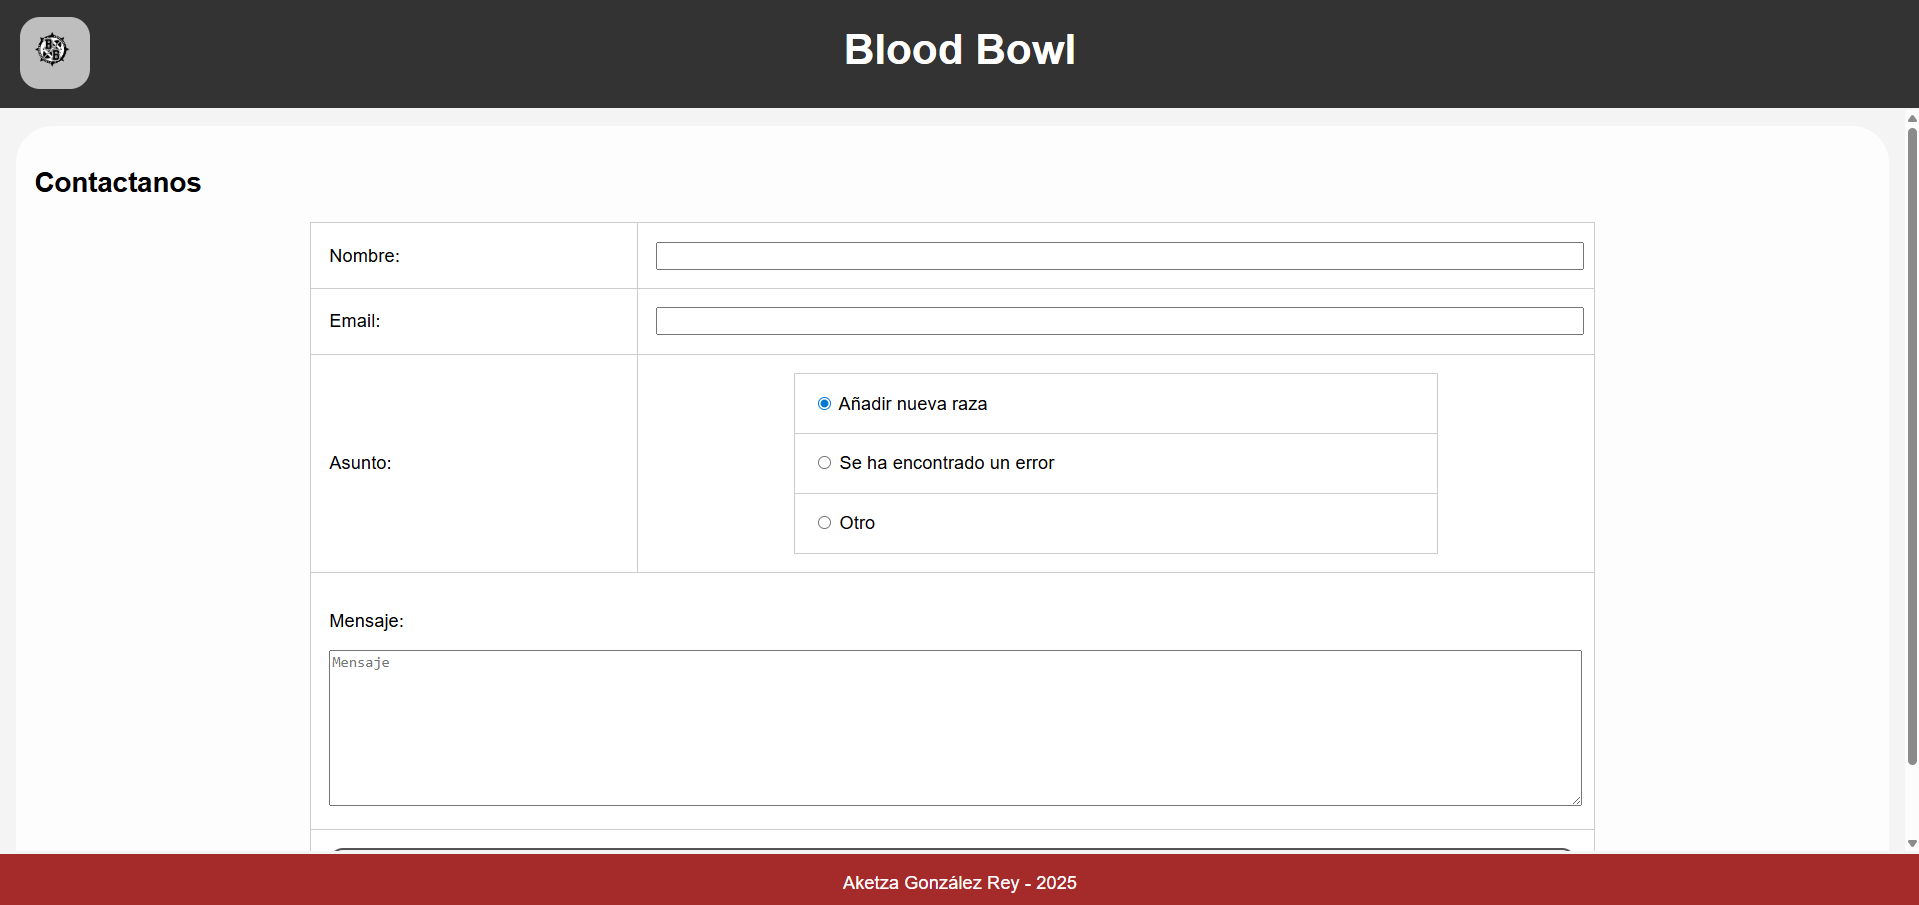 Blood Bowl
Contactanos
Nombre:
Email:
Asunto:
Añadir nueva raza
Se ha encontrado un error
Otro
Mensaje:
Mensaje
Aketza González Rey - 2025